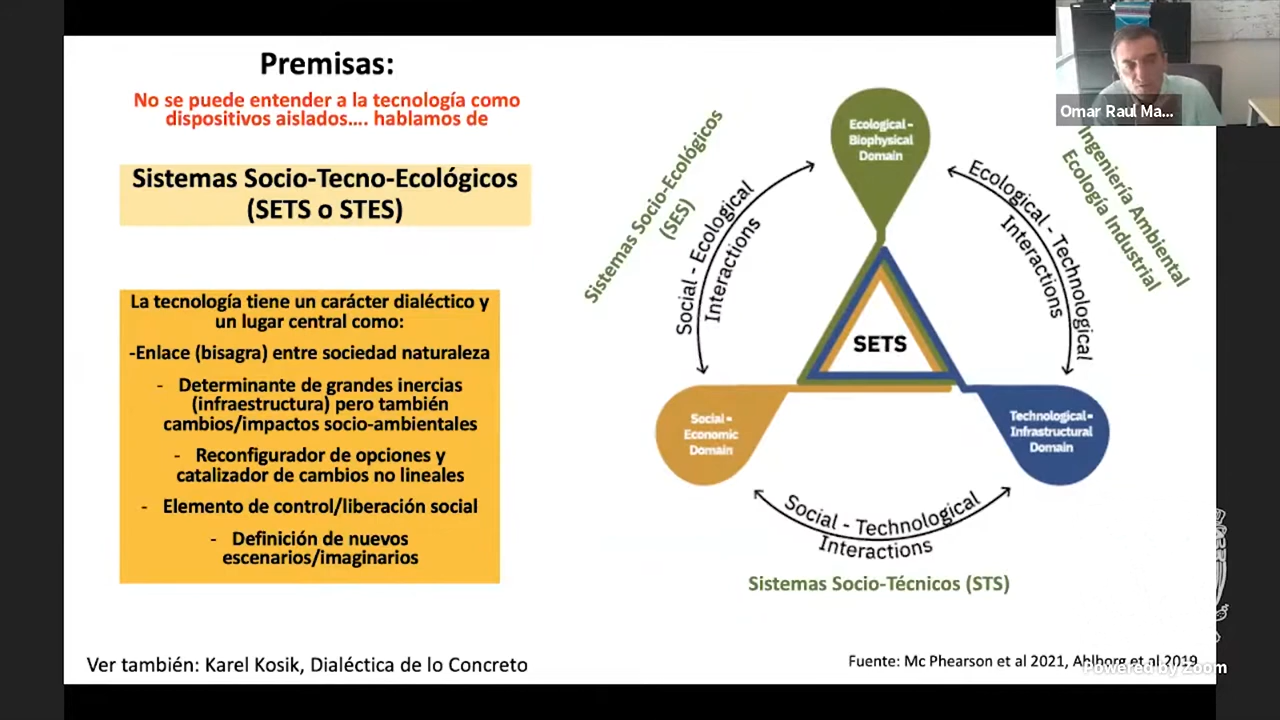 Premisas:
No se puede entender a la tecnología como
dispositivos aislados.... hablamos de
Sistemas Socio-Tecno-Ecológicos
(SETS o STES)
La tecnología tiene un carácter dialéctico y
un lugar central como:
-Enlace (bisagra) entre sociedad naturaleza
- Determinante de grandes inercias
(infraestructura) pero también
cambios/impactos socio-ambientales
- Reconfigurador de opciones y
catalizador de cambios no lineales
- Elemento de control/liberación social
- Definición de nuevos
escenarios/imaginarios
Ver también: Karel Kosik, Dialéctica de lo Concreto
Omar Raul Ma...
Ecological-
Biophysical
Domain
Sistemas Socio-Ecológicos
(SES)
Social - Ecological
Interactions
Ecological - Technological
Interactions
Ingeniería Ambiental
Ecología Industrial
SETS
Social-
Economic
Domain
Technological-
Infrastructural
Domain
Social - Technological
Interactions
Sistemas Socio-Técnicos (STS)
Fuente: Mc Phearson et al 2021, Ahlborg et al 2019
Powered by Zoom